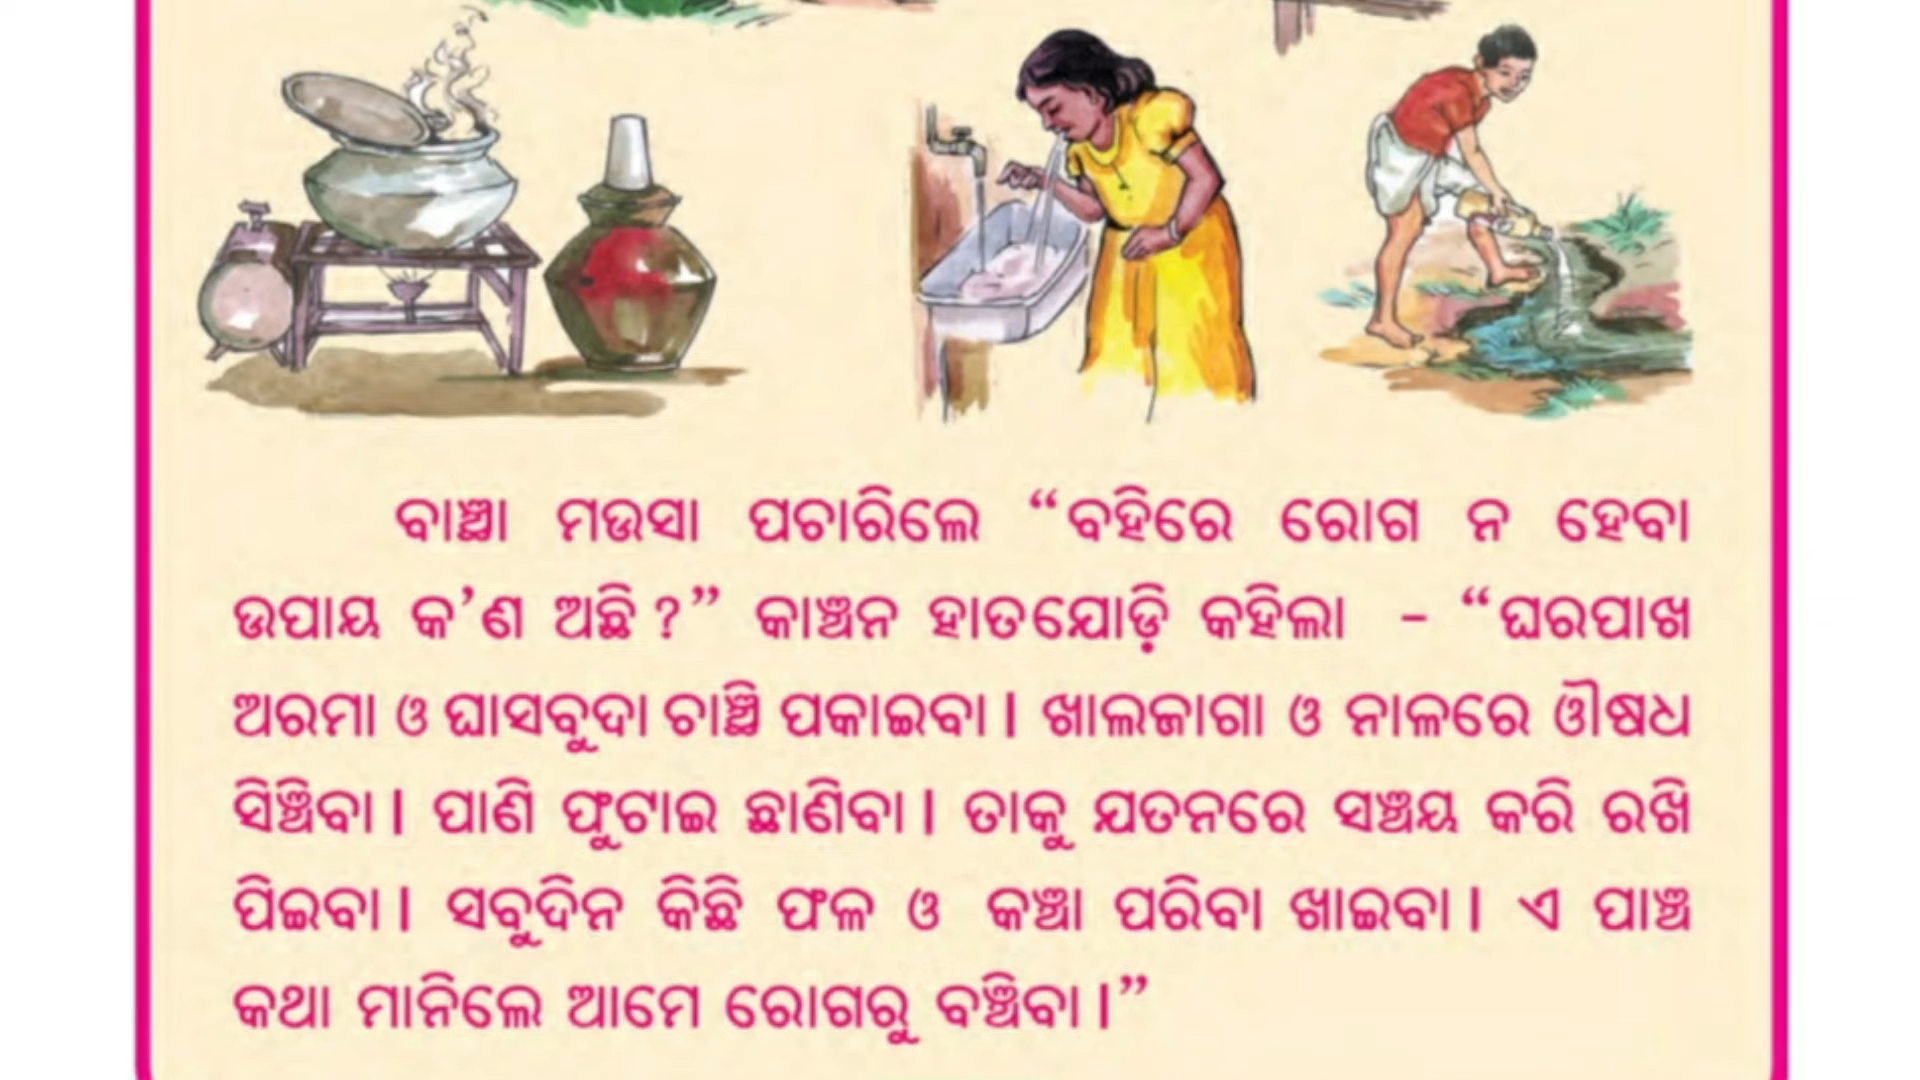 ବାଞ୍ଛା ମଉସା ପଚାରିଲେ “ବହିରେ ରୋଗ ନ ହେବା
ଉପାୟ କ’ଣ ଅଛି ?” କାଞ୍ଚନ ହାତଯୋଡ଼ି କହିଲା - “ଘରପାଖ
ଅରମା ଓ ଘାସବୁଦା ଚାଞ୍ଛି ପକାଇବା। ଖାଲଜାଗା ଓ ନାଳରେ ଔଷଧ
ସିଞ୍ଚିବା। ପାଣି ଫୁଟାଇ ଛାଣିବା। ତାକୁ ଯତନରେ ସଞ୍ଚୟ କରି ରଖି
ପିଇବା। ସବୁଦିନ କିଛି ଫଳ ଓ କଞ୍ଚା ପରିବା ଖାଇବା। ଏ ପାଞ୍ଚ
କଥା ମାନିଲେ ଆମେ ରୋଗରୁ ବଞ୍ଚିବା।”